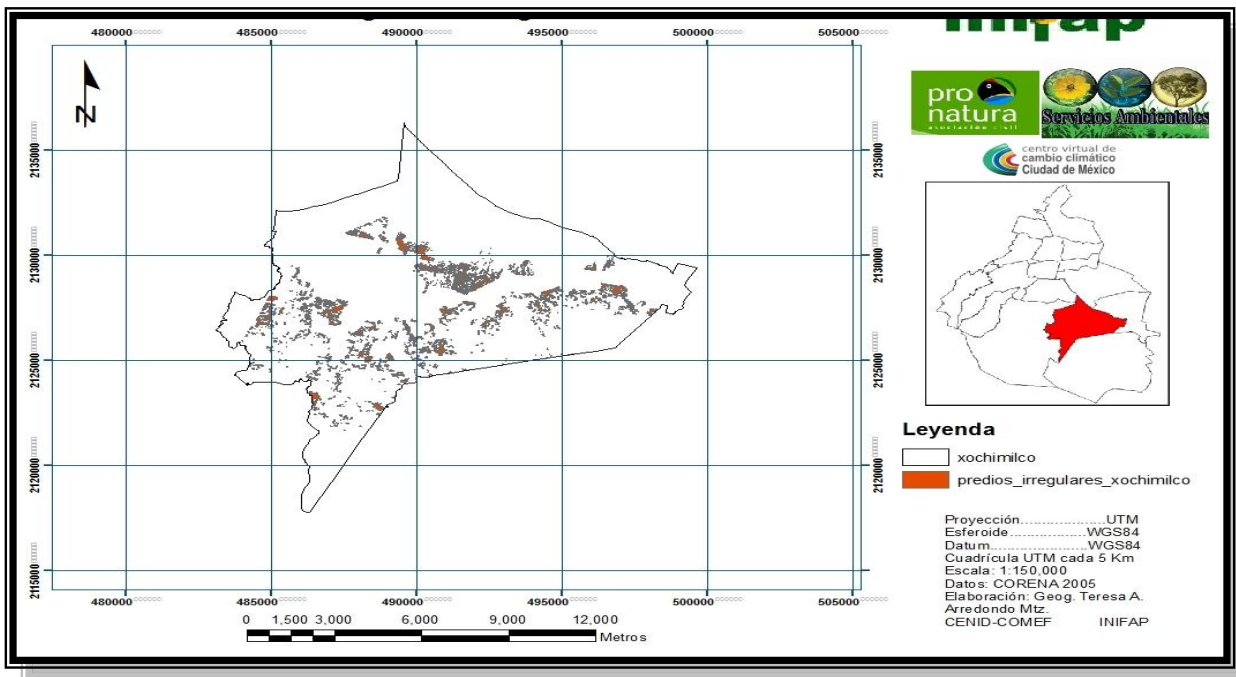 480000
485000
490000
495000
500000
505000
2135000
2130000
2125000
2120000
2115000
2135000
2130000
2125000
2120000
480000
485000
490000
495000
500000
505000
N
0 1,500 3,000 6,000 9,000 12,000
Metros
inifap
pro
natura
Servicios Ambientales
centro virtual de
cambio climático
Ciudad de México
Leyenda
xochimilco
predios_irregulares_xochimilco
Proyección....................UTM
Esferoide..................WGS84
Datum.......................WGS84
Cuadrícula UTM cada 5 Km
Escala: 1:150,000
Datos: CORENA 2005
Elaboración: Geog. Teresa A.
Arredondo Mtz.
CENID-COMEF INIFAP